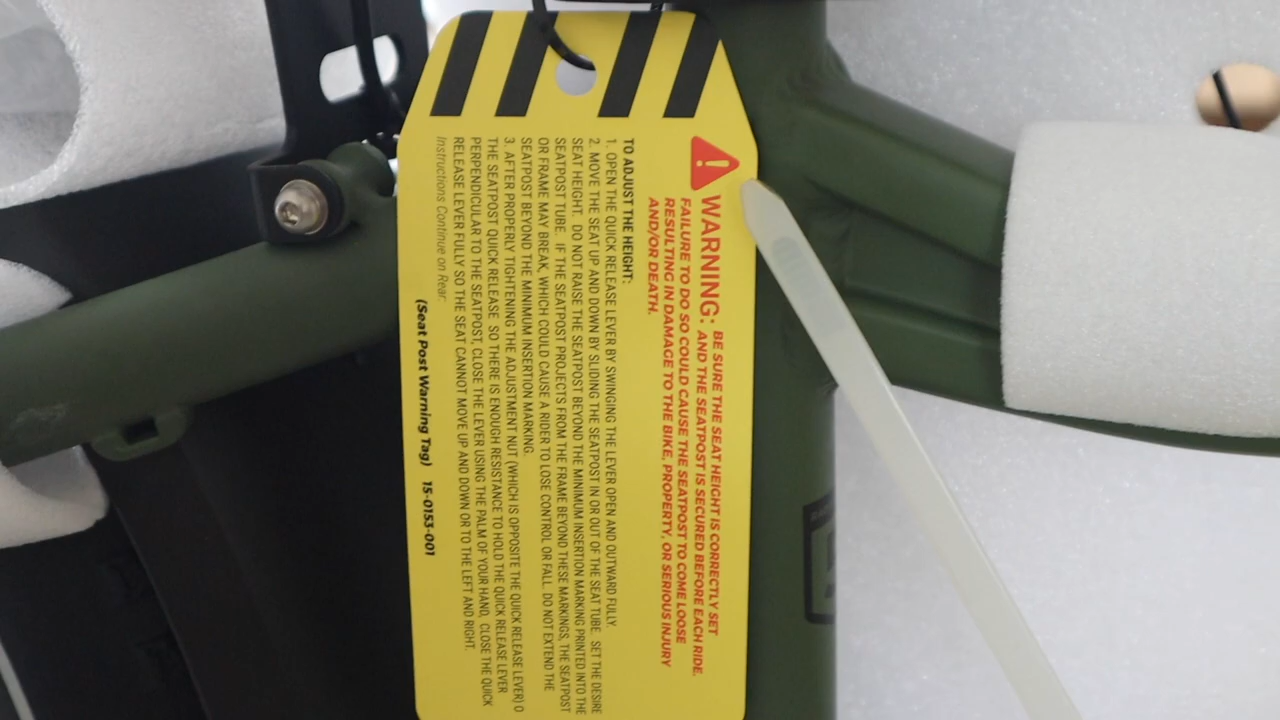 WARNING: BE SURE THE SEAT HEIGHT IS CORRECTLY SET
AND THE SEATPOST IS SECURED BEFORE EACH RIDE.
FAILURE TO DO SO COULD CAUSE THE SEATPOST TO COME LOOSE
RESULTING IN DAMAGE TO THE BIKE, PROPERTY, OR SERIOUS INJURY
AND/OR DEATH.
TO ADJUST THE HEIGHT:
1. OPEN THE QUICK RELEASE LEVER BY SWINGING THE LEVER OPEN AND OUTWARD FULLY.
2. MOVE THE SEAT UP AND DOWN BY SLIDING THE SEATPOST IN OR OUT OF THE SEAT TUBE. SET THE DESIRE
SEAT HEIGHT. DO NOT RAISE THE SEATPOST BEYOND THE MINIMUM INSERTION MARKING PRINTED INTO THE
SEATPOST TUBE. IF THE SEATPOST PROJECTS FROM THE FRAME BEYOND THESE MARKINGS, THE SEATPOST
OR FRAME MAY BREAK, WHICH COULD CAUSE A RIDER TO LOSE CONTROL OR FALL. DO NOT EXTEND THE
SEATPOST BEYOND THE MINIMUM INSERTION MARKING.
3. AFTER PROPERLY TIGHTENING THE ADJUSTMENT NUT (WHICH IS OPPOSITE THE QUICK RELEASE LEVER) O
THE SEATPOST QUICK RELEASE SO THERE IS ENOUGH RESISTANCE TO HOLD THE QUICK RELEASE LEVER
PERPENDICULAR TO THE SEATPOST, CLOSE THE LEVER USING THE PALM OF YOUR HAND. CLOSE THE QUICK
RELEASE LEVER FULLY SO THE SEAT CANNOT MOVE UP AND DOWN OR TO THE LEFT AND RIGHT.
Instructions Continue on Rear.
(Seat Post Warning Tag) 15-0153-001